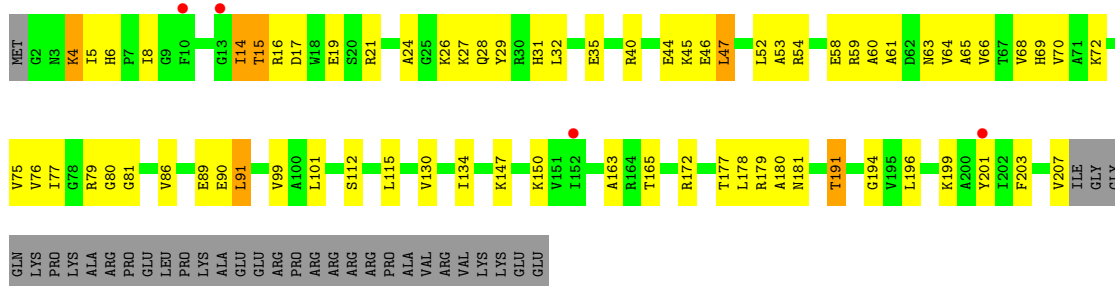 MET G2 N3 K4 I5 H6 P7 I8 G9 F10 G13 I14 T15 R16 D17 W18 E19 S20 R21 A24 G25 K26 K27 Q28 Y29 R30 H31 L32 E35 R40 E44 K45 E46 L47 L52 A53 R54 E58 R59 A60 A61 D62 N63 V64 A65 V66 T67 V68 H69 V70 A71 K72
V75 V76 I77 G78 R79 G80 G81 V86 E89 E90 L91 V99 A100 L101 S112 L115 V130 I134 K147 K150 V151 I152 A163 R164 T165 R172 T177 L178 R179 A180 N181 T191 G194 V195 L196 K199 A200 Y201 I202 F203 V207 ILE GLY GLY
GLN LYS PRO LYS ALA ARG PRO GLU LEU PRO LYS ALA GLU GLU ARG PRO ARG ARG ARG ARG PRO ALA VAL ARG VAL LYS LYS GLU GLU